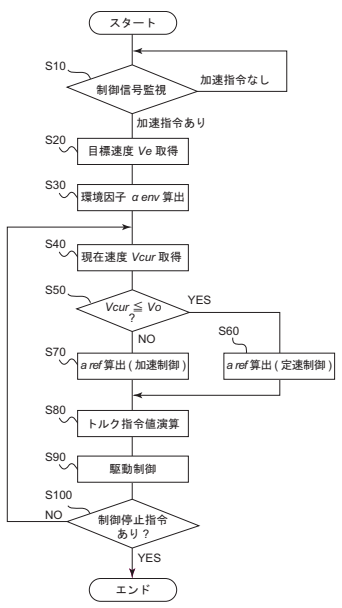 スタート
S10
制御信号監視
加速指令なし
加速指令あり
S20
目標速度 Ve 取得
S30
環境因子 α env 算出
S40
現在速度 Vcur 取得
S50
Vcur ≦ Vo
?
YES
NO
S60
a ref 算出 ( 定速制御 )
S70
a ref 算出 ( 加速制御 )
S80
トルク指令値演算
S90
駆動制御
S100
制御停止指令
あり ?
NO
YES
エンド